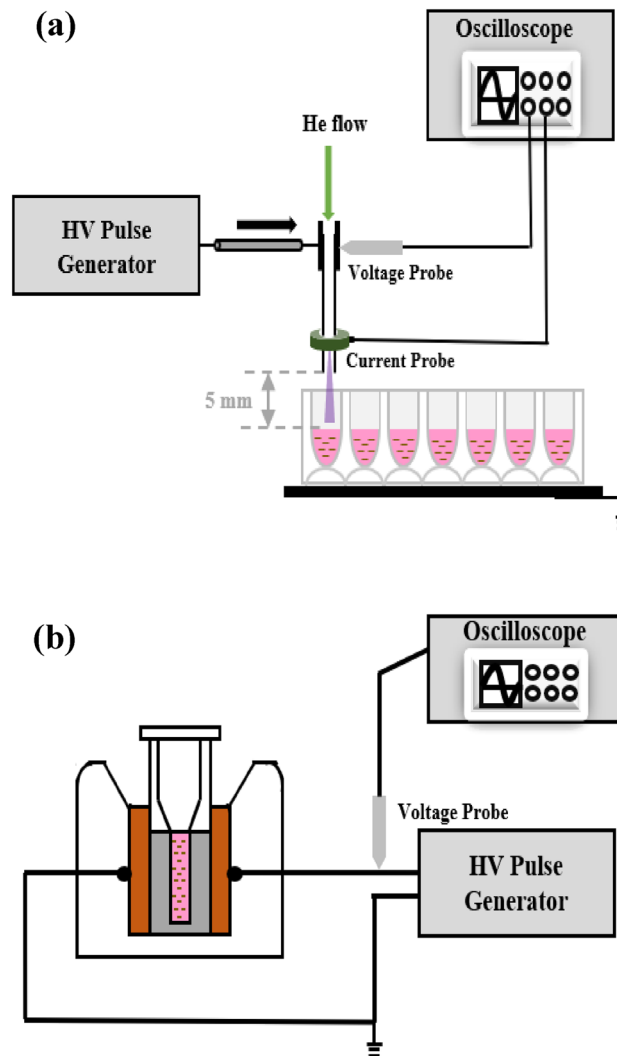 (a)
Oscilloscope
He flow
HV Pulse
Generator
Voltage Probe
Current Probe
5 mm
(b)
Oscilloscope
Voltage Probe
HV Pulse
Generator